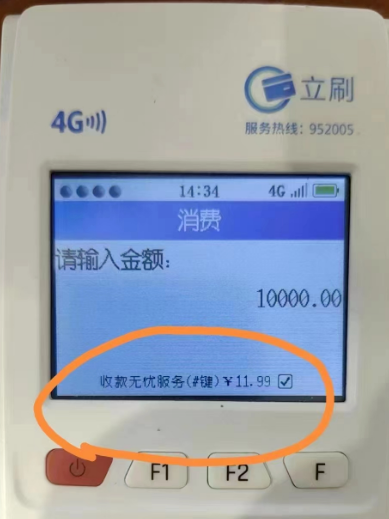 立刷
4G
服务热线: 952005
14:34 4G
消费
请输入金额:
10000.00
收款无忧服务(#键)¥11.99
F1 F2 F